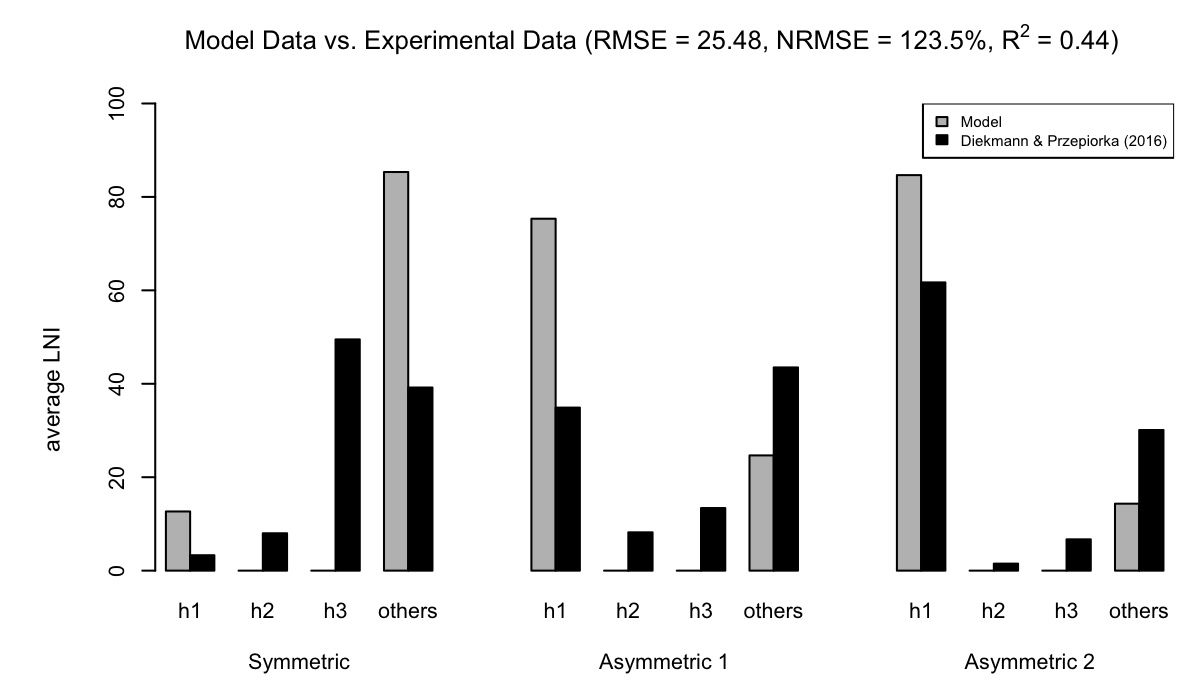 Model Data vs. Experimental Data (RMSE = 25.48, NRMSE = 123.5%, R² = 0.44)
Model
Diekmann & Przepiorka (2016)
average LNI
100
80
60
40
20
0
h1 h2 h3 others h1 h2 h3 others h1 h2 h3 others
Symmetric Asymmetric 1 Asymmetric 2